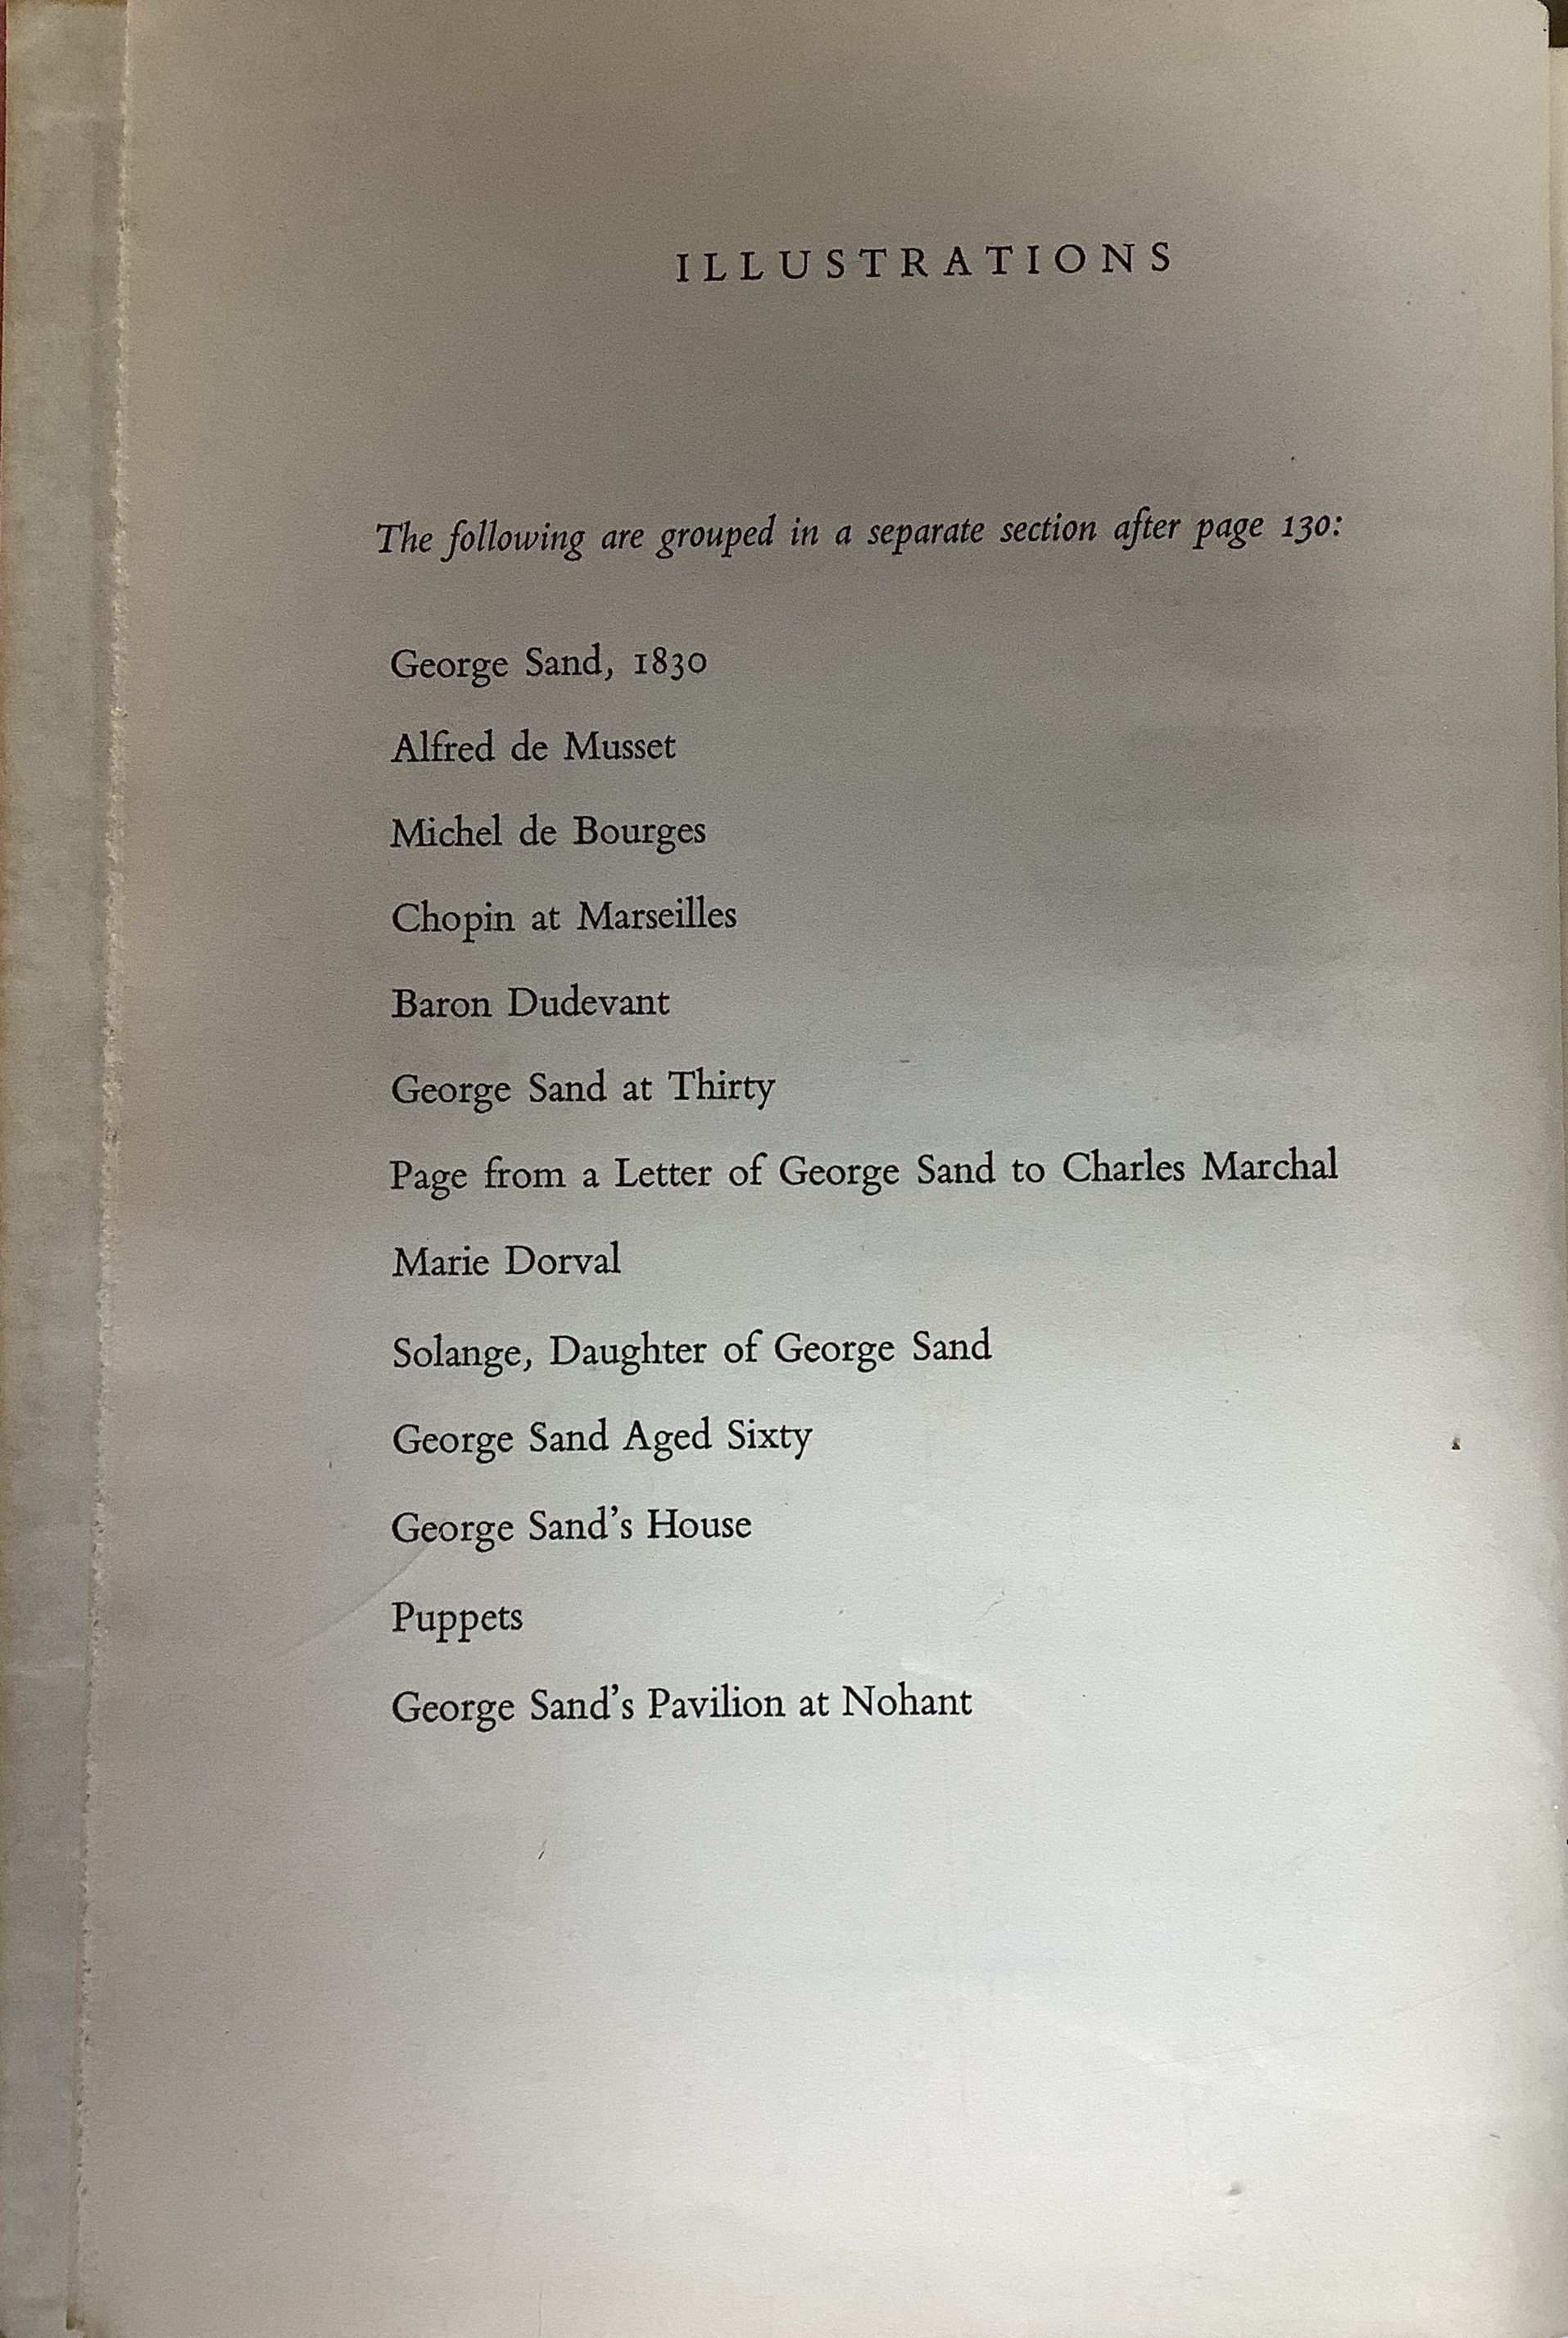 ILLUSTRATIONS
The following are grouped in a separate section after page 130:
George Sand, 1830
Alfred de Musset
Michel de Bourges
Chopin at Marseilles
Baron Dudevant
George Sand at Thirty
Page from a Letter of George Sand to Charles Marchal
Marie Dorval
Solange, Daughter of George Sand
George Sand Aged Sixty
George Sand’s House
Puppets
George Sand’s Pavilion at Nohant